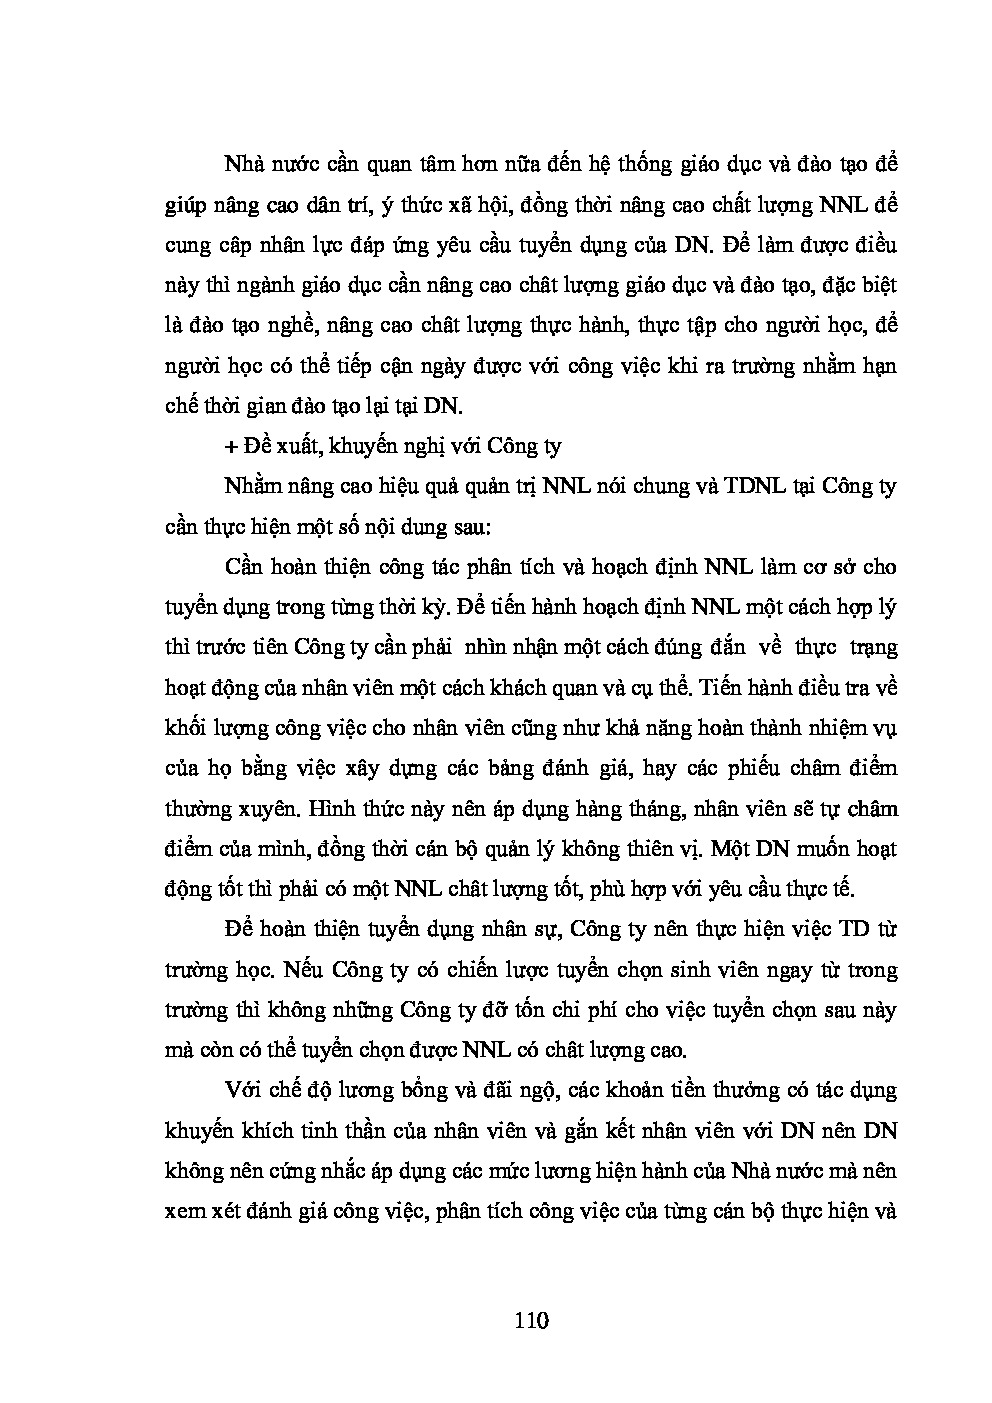 Nhà nước cần quan tâm hơn nữa đến hệ thống giáo dục và đào tạo để
giúp nâng cao dân trí, ý thức xã hội, đồng thời nâng cao chất lượng NNL để
cung câp nhân lực đáp ứng yêu cầu tuyển dụng của DN. Để làm được điều
này thì ngành giáo dục cần nâng cao chât lượng giáo dục và đào tạo, đặc biệt
là đào tạo nghề, nâng cao chât lượng thực hành, thực tập cho người học, để
người học có thể tiếp cận ngày được với công việc khi ra trường nhằm hạn
chế thời gian đào tạo lại tại DN.
+ Đề xuất, khuyến nghị với Công ty
Nhằm nâng cao hiệu quả quản trị NNL nói chung và TDNL tại Công ty
cần thực hiện một số nội dung sau:
Cần hoàn thiện công tác phân tích và hoạch định NNL làm cơ sở cho
tuyển dụng trong từng thời kỳ. Để tiến hành hoạch định NNL một cách hợp lý
thì trước tiên Công ty cần phải nhìn nhận một cách đúng đắn về thực trạng
hoạt động của nhân viên một cách khách quan và cụ thể. Tiến hành điều tra về
khối lượng công việc cho nhân viên cũng như khả năng hoàn thành nhiệm vụ
của họ bằng việc xây dựng các bảng đánh giá, hay các phiếu châm điểm
thường xuyên. Hình thức này nên áp dụng hàng tháng, nhân viên sẽ tự châm
điểm của mình, đồng thời cán bộ quản lý không thiên vị. Một DN muốn hoạt
động tốt thì phải có một NNL chât lượng tốt, phù hợp với yêu cầu thực tế.
Để hoàn thiện tuyển dụng nhân sự, Công ty nên thực hiện việc TD từ
trường học. Nếu Công ty có chiến lược tuyển chọn sinh viên ngay từ trong
trường thì không những Công ty đỡ tốn chi phí cho việc tuyển chọn sau này
mà còn có thể tuyển chọn được NNL có chât lượng cao.
Với chế độ lương bổng và đãi ngộ, các khoản tiền thưởng có tác dụng
khuyến khích tinh thần của nhân viên và gắn kết nhân viên với DN nên DN
không nên cứng nhắc áp dụng các mức lương hiện hành của Nhà nước mà nên
xem xét đánh giá công việc, phân tích công việc của từng cán bộ thực hiện và
110